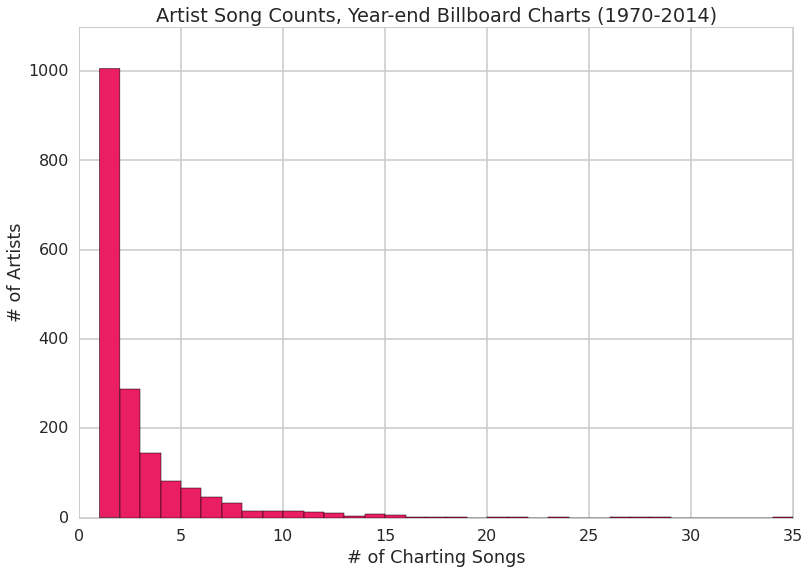 Artist Song Counts, Year-end Billboard Charts (1970-2014)
# of Artists
1000
800
600
400
200
0
0 5 10 15 20 25 30 35
# of Charting Songs